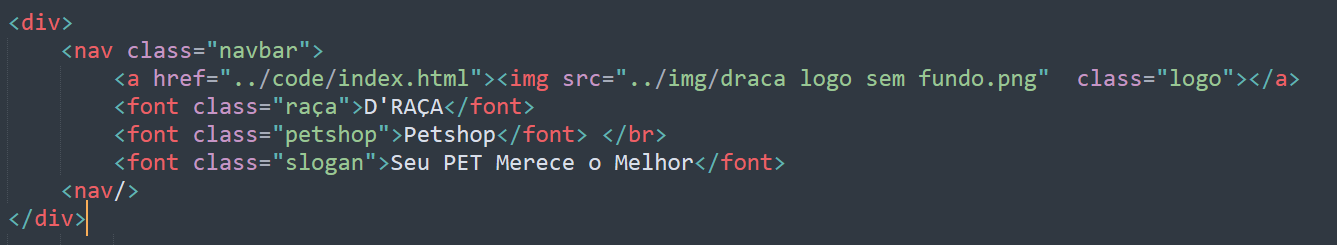 <div>
<nav class="navbar">
<a href="../code/index.html"><img src="../img/draca logo sem fundo.png"  class="logo"></a>
<font class="raça">D'RAÇA</font>
<font class="petshop">Petshop</font> </br>
<font class="slogan">Seu PET Merece o Melhor</font>
<nav/>
</div>